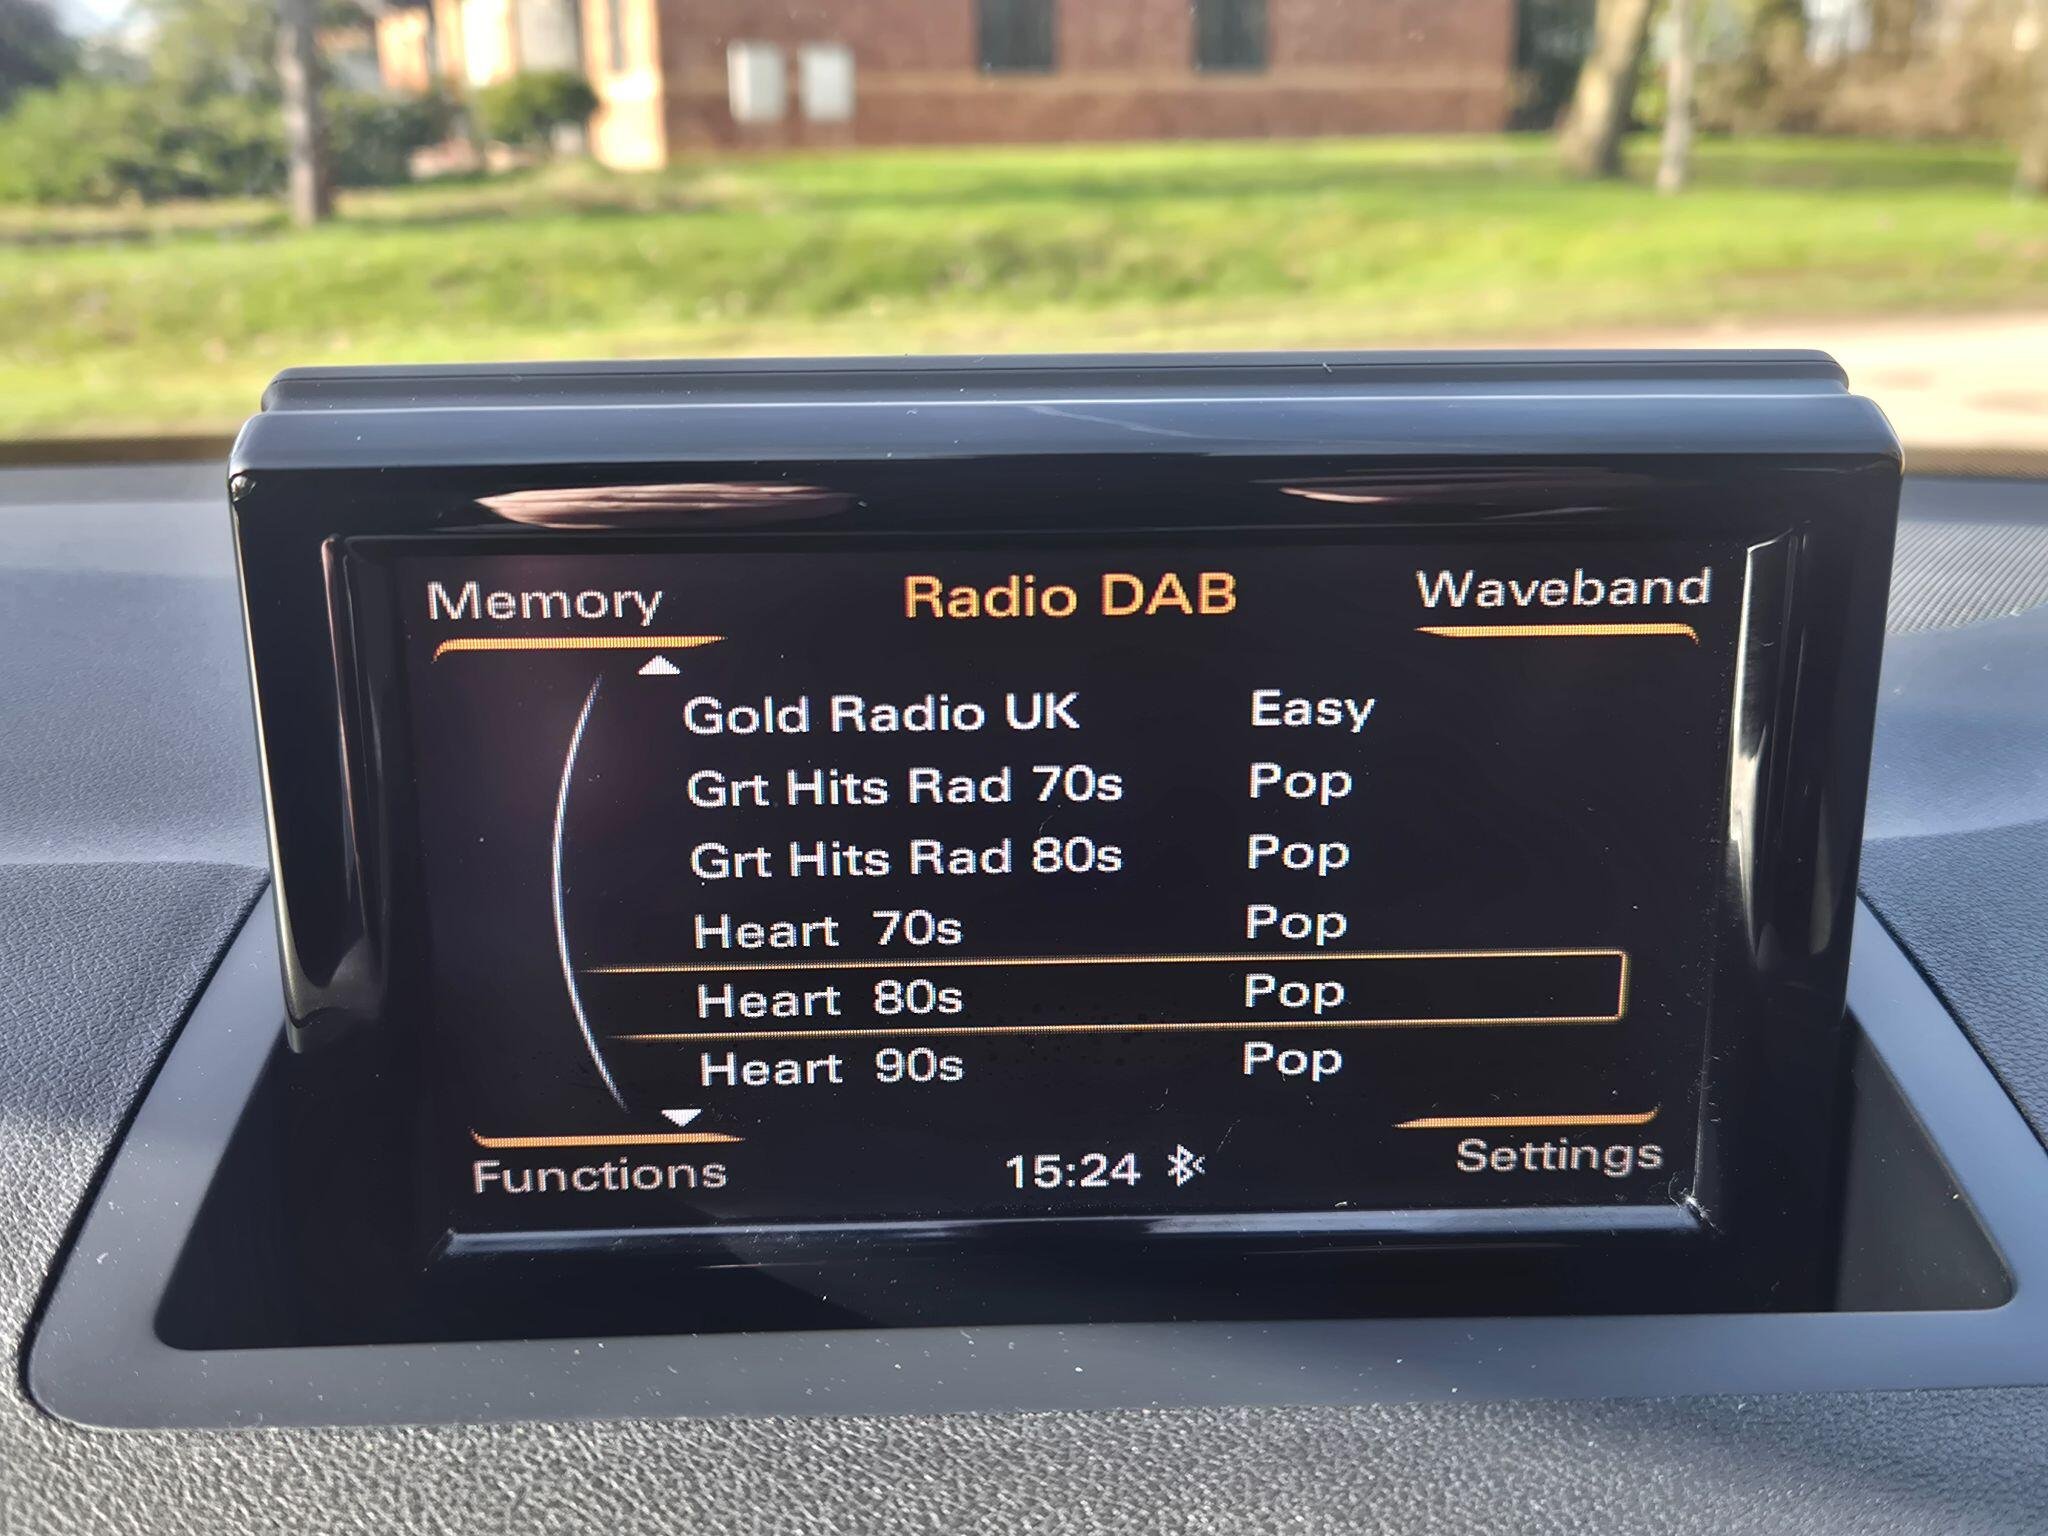 Memory Radio DAB Waveband
Gold Radio UK Easy
Grt Hits Rad 70s Pop
Grt Hits Rad 80s Pop
Heart 70s Pop
Heart 80s Pop
Heart 90s Pop
Functions 15:24 Settings